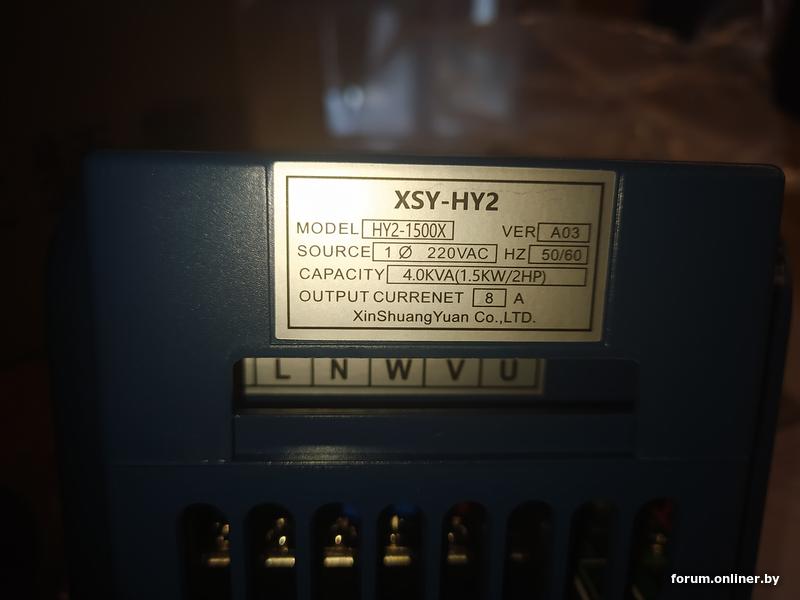 XSY-HY2
MODEL HY2-1500X VER A03
SOURCE 1 Ø 220VAC HZ 50/60
CAPACITY 4.0KVA(1.5KW/2HP)
OUTPUT CURRENET 8 A
XinShuangYuan Co.,LTD.
L N W V U
forum.onliner.by